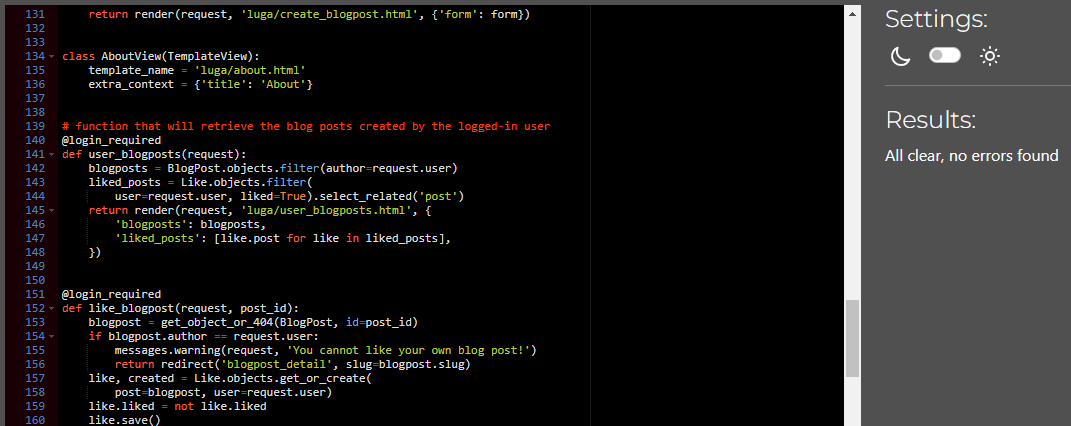 131 return render(request, 'luga/create_blogpost.html', {'form': form})
132
133
134 class AboutView(TemplateView):
135 template_name = 'luga/about.html'
136 extra_context = {'title': 'About'}
137
138
139 # function that will retrieve the blog posts created by the logged-in user
140 @login_required
141 def user_blogposts(request):
142 blogposts = BlogPost.objects.filter(author=request.user)
143 liked_posts = Like.objects.filter(
144 user=request.user, liked=True).select_related('post')
145 return render(request, 'luga/user_blogposts.html', {
146 'blogposts': blogposts,
147 'liked_posts': [like.post for like in liked_posts],
148 })
149
150
151 @login_required
152 def like_blogpost(request, post_id):
153 blogpost = get_object_or_404(BlogPost, id=post_id)
154 if blogpost.author == request.user:
155 messages.warning(request, 'You cannot like your own blog post!')
156 return redirect('blogpost_detail', slug=blogpost.slug)
157 like, created = Like.objects.get_or_create(
158 post=blogpost, user=request.user)
159 like.liked = not like.liked
160 like.save()
Settings:
Results:
All clear, no errors found